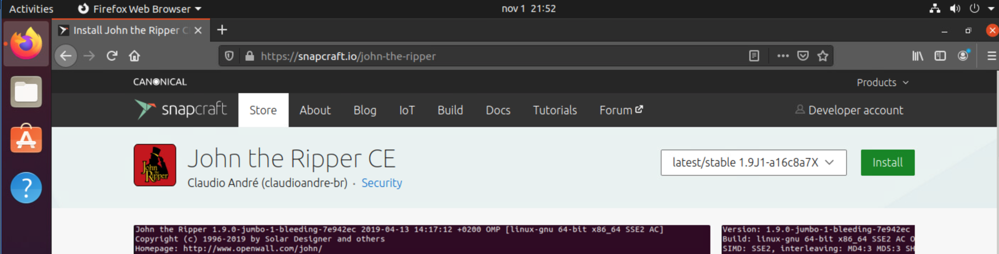 Activities Firefox Web Browser nov 1 21:52
Install John the Ripper C
https://snapcraft.io/john-the-ripper
CANONICAL Products
snapcraft Store About Blog IoT Build Docs Tutorials Forum Developer account
John the Ripper
John the Ripper CE
latest/stable 1.9J1-a16c8a7X Install
Claudio André (claudioandre-br) · Security
John the Ripper 1.9.0-jumbo-1-bleeding-7e942ec 2019-04-13 14:17:12 +0200 OMP [linux-gnu 64-bit x86_64 SSE2 AC]
Copyright (c) 1996-2019 by Solar Designer and others
Homepage: http://www.openwall.com/john/
Version: 1.9.0-jumbo-1-bleeding-7e942ec
Build: linux-gnu 64-bit x86_64 SSE2 AC O
SIMD: SSE2, interleaving: MD4:3 MD5:3 SH